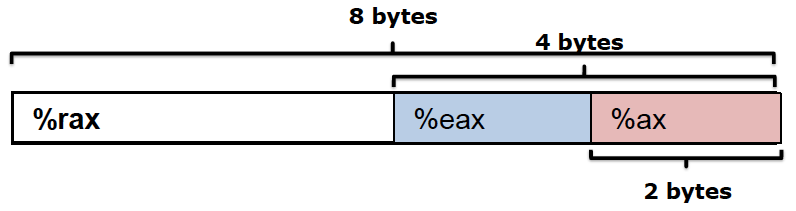 8 bytes
4 bytes
%rax
%eax
%ax
2 bytes